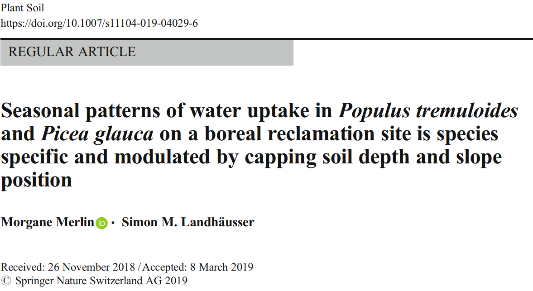 Plant Soil
https://doi.org/10.1007/s11104-019-04029-6
REGULAR ARTICLE
Seasonal patterns of water uptake in Populus tremuloides
and Picea glauca on a boreal reclamation site is species
specific and modulated by capping soil depth and slope
position
Morgane Merlin iD · Simon M. Landhäusser
Received: 26 November 2018 / Accepted: 8 March 2019
© Springer Nature Switzerland AG 2019